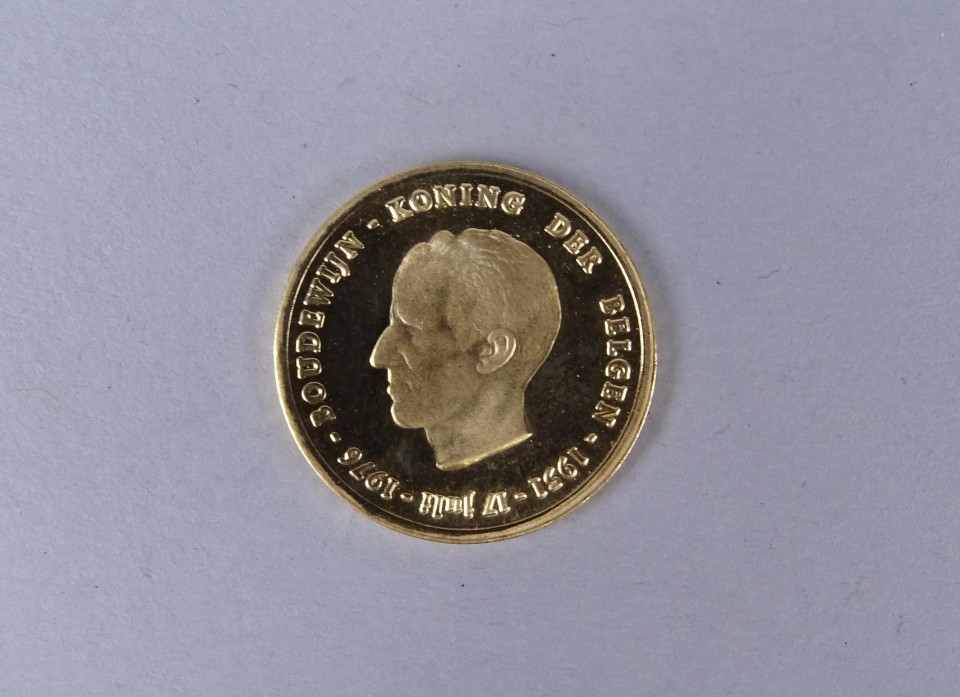 BOUDEWIJN - KONING DER BELGEN - 1951 - 17 juli - 1976 -